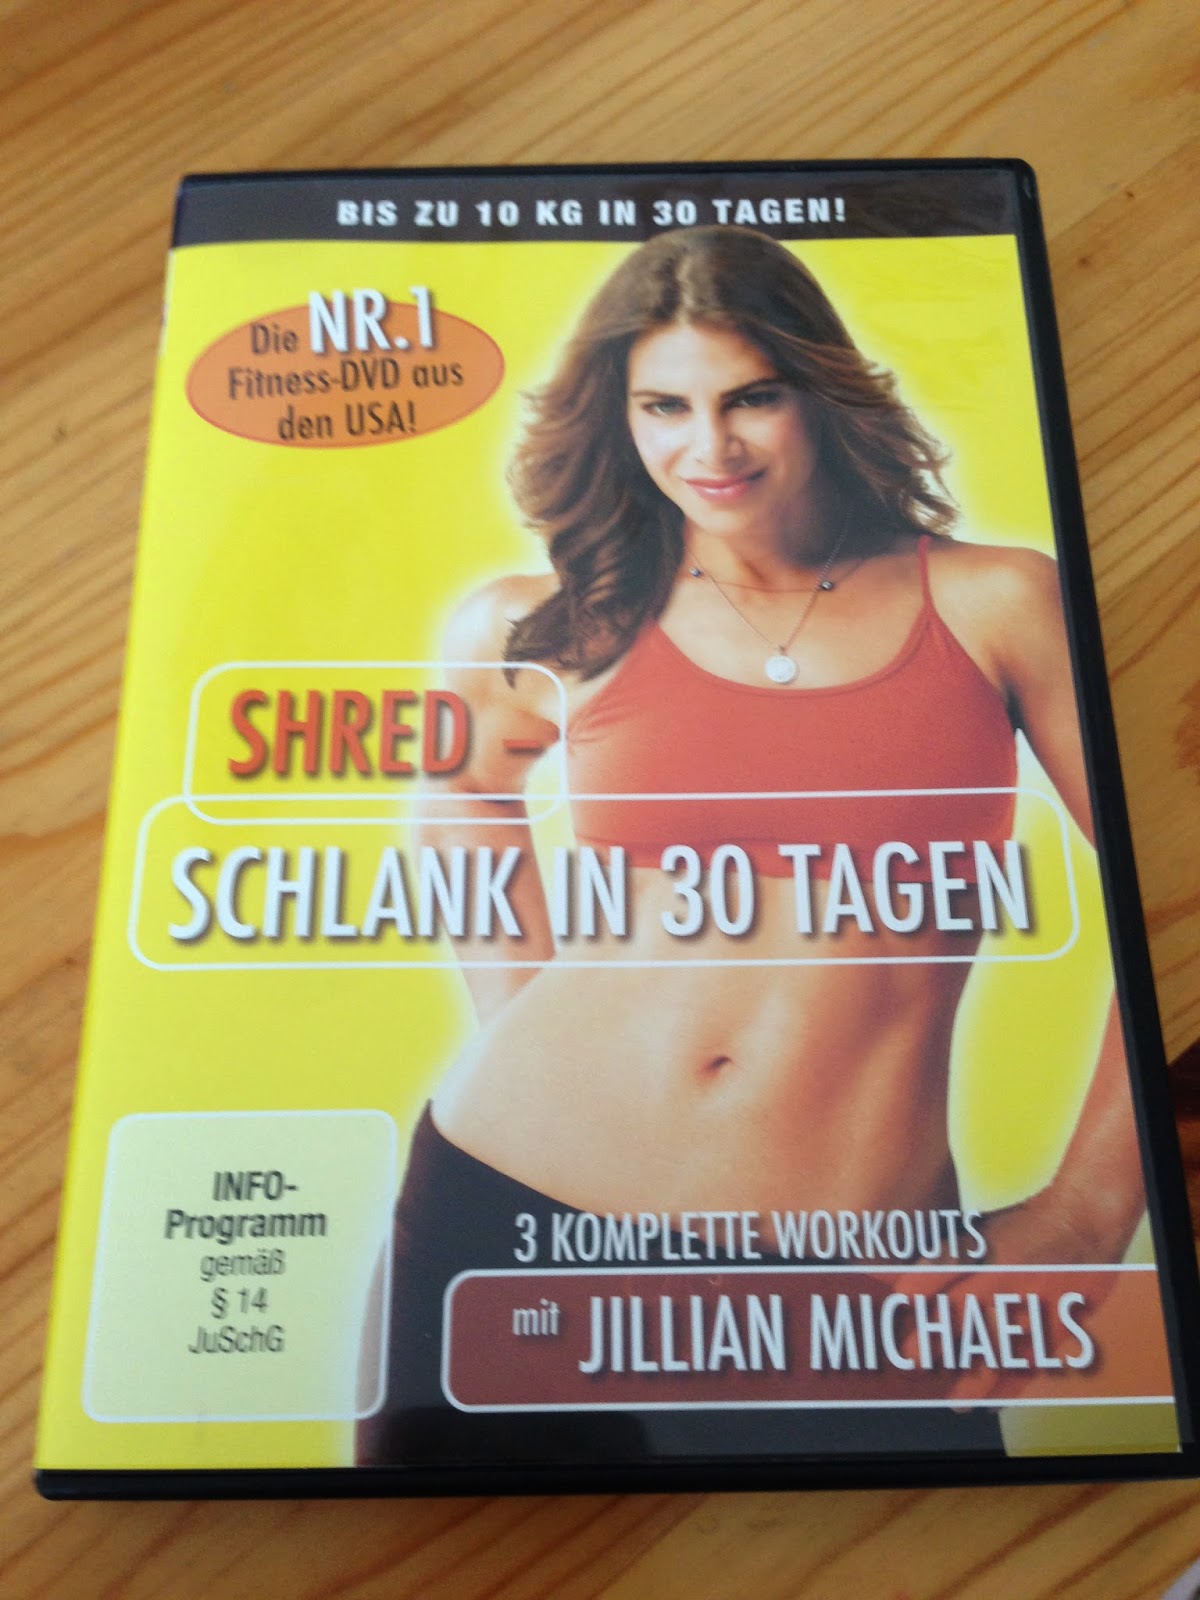 BIS ZU 10 KG IN 30 TAGEN!
Die NR.1
Fitness-DVD aus
den USA!
SHRED -
SCHLANK IN 30 TAGEN
INFO-
Programm
gemäß
§ 14
JuSchG
3 KOMPLETTE WORKOUTS
mit JILLIAN MICHAELS